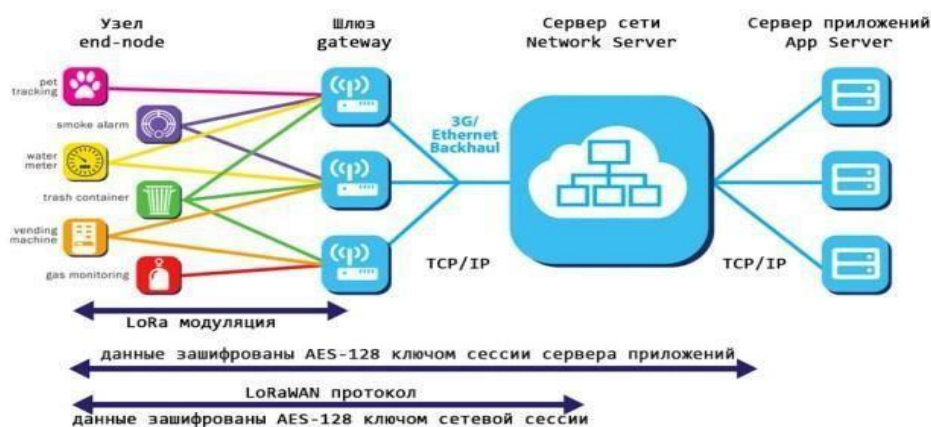 Узел
end-node
Шлюз
gateway
Сервер сети
Network Server
Сервер приложений
App Server
pet
tracking
smoke alarm
water
meter
trash container
vending
machine
gas monitoring
3G/
Ethernet
Backhaul
TCP/IP
TCP/IP
LoRa модуляция
данные зашифрованы AES-128 ключом сессии сервера приложений
LoRaWAN протокол
данные зашифрованы AES-128 ключом сетевой сессии